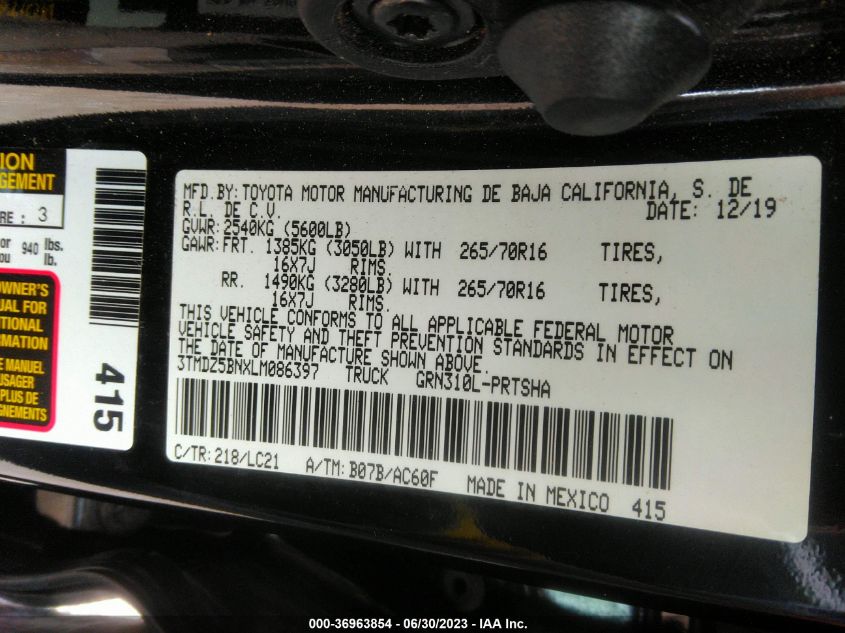 MFD.BY: TOYOTA MOTOR MANUFACTURING DE BAJA CALIFORNIA, S. DE
R.L. DE C.V. DATE: 12/19
GVWR: 2540KG (5600LB)
GAWR: FRT. 1385KG (3050LB) WITH 265/70R16 TIRES,
16X7J RIMS.
RR. 1490KG (3280LB) WITH 265/70R16 TIRES,
16X7J RIMS.
THIS VEHICLE CONFORMS TO ALL APPLICABLE FEDERAL MOTOR
VEHICLE SAFETY AND THEFT PREVENTION STANDARDS IN EFFECT ON
THE DATE OF MANUFACTURE SHOWN ABOVE.
3TMDZ5BNXLM086397 TRUCK GRN310L-PRTSHA
C/TR: 218/LC21 A/TM: B07B/AC60F MADE IN MEXICO 415
GEMENT
RE : 3
or 940 lbs.
ou lb.
OWNER'S
UAL FOR
TIONAL
RMATION
E MANUEL
USAGER
US DE
GNEMENTS
415
000-36963854 - 06/30/2023 - IAA Inc.